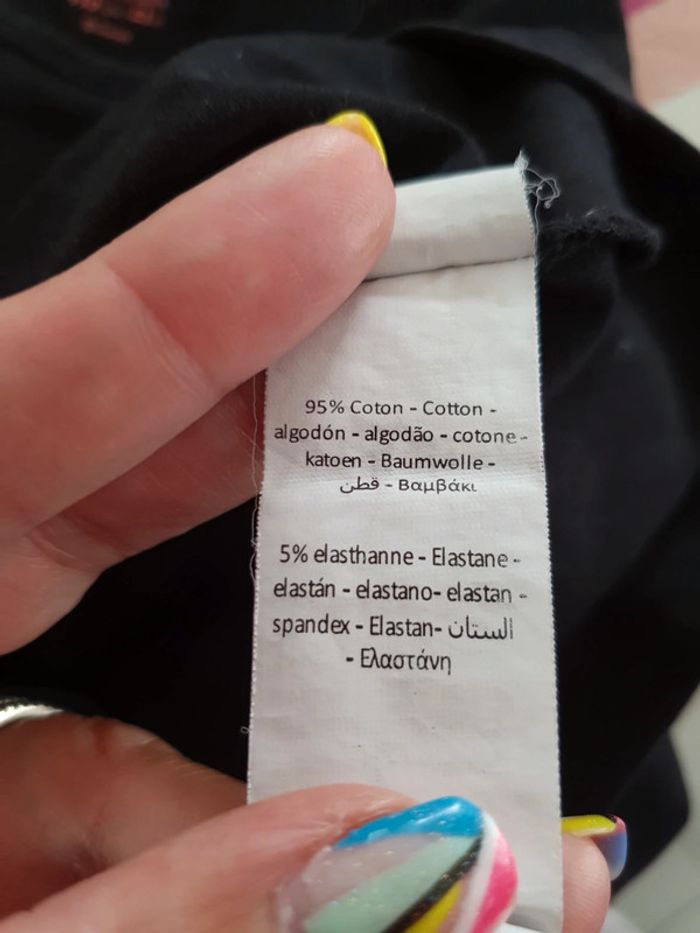 95% Coton - Cotton -
algodón - algodão - cotone -
katoen - Baumwolle -
قطن - Βαμβάκι
5% elasthanne - Elastane -
elastán - elastano- elastan -
spandex - Elastan- الستان
- Ελαστάνη